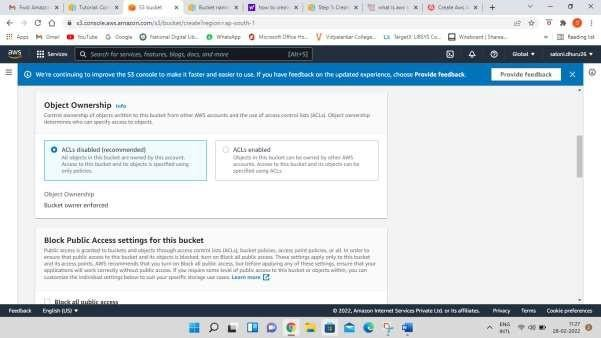 Fwd: Amazo
Tutorial: Co
S3 bucket
Bucket nami
how to crea
what is aws
Create Aws
s3.console.aws.amazon.com/s3/bucket/create?region=ap-south-1
Apps
Gmail
YouTube
Google
National Digital Lib...
WhatsApp
Microsoft Office Ho...
Vidyalankar College...
TargetX: LIBSYS Co...
Reading list
aws
Services
Search for services, features, blogs, docs, and more
[Alt+S]
Global
satoni.dhuru26
We're continuing to improve the S3 console to make it faster and easier to use. If you have feedback on the updated experience, choose Provide feedback.
Provide feedback
Object Ownership Info
Control ownership of objects written to this bucket from other AWS accounts and the use of access control lists (ACLs). Object ownership
determines who can specify access to objects.
ACLs disabled (recommended)
All objects in this bucket are owned by this account.
Access to this bucket and its objects is specified using
only policies.
ACLs enabled
Objects in this bucket can be owned by other AWS
accounts. Access to this bucket and its objects can be
specified using ACLs.
Object Ownership
Bucket owner enforced
Block Public Access settings for this bucket
Public access is granted to buckets and objects through access control lists (ACLs), bucket policies, access point policies, or all. In order to
ensure that public access to this bucket and its objects is blocked, turn on Block all public access. These settings apply only to this bucket
and its access points. AWS recommends that you turn on Block all public access, but before applying any of these settings, ensure that your
applications will work correctly without public access. If you require some level of public access to this bucket or objects within, you can
customize the individual settings below to suit your specific storage use cases. Learn more
Block all public access
Feedback
English (US)
© 2022, Amazon Internet Services Private Ltd. or its affiliates.
Privacy
Terms
Cookie preferences
ENG
INTL
11:27
28-02-2022